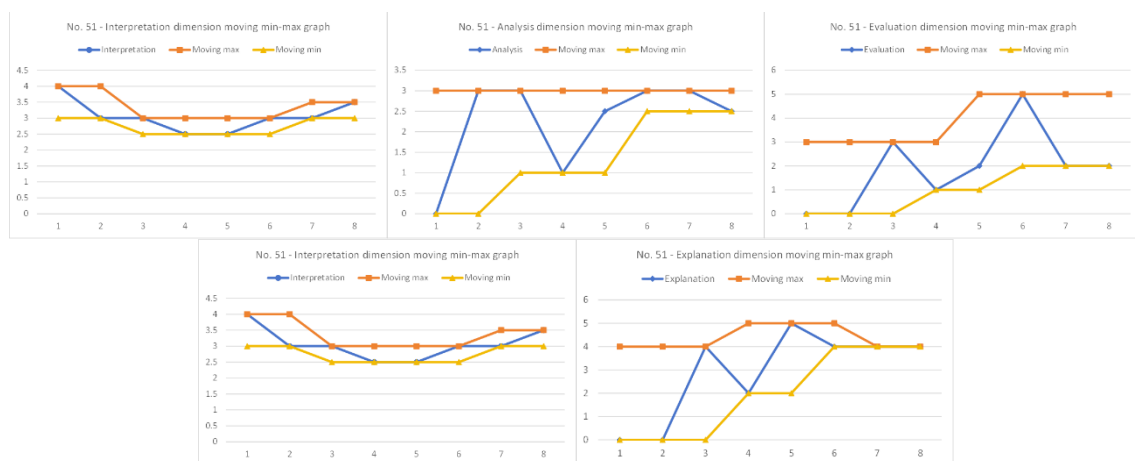 No. 51 - Interpretation dimension moving min-max graph
Interpretation Moving max Moving min
4.5
4
3.5
3
2.5
2
1.5
1
0.5
0
1 2 3 4 5 6 7 8
No. 51 - Analysis dimension moving min-max graph
Analysis Moving max Moving min
3.5
3
2.5
2
1.5
1
0.5
0
1 2 3 4 5 6 7 8
No. 51 - Evaluation dimension moving min-max graph
Evaluation Moving max Moving min
6
5
4
3
2
1
0
1 2 3 4 5 6 7 8
No. 51 - Interpretation dimension moving min-max graph
Interpretation Moving max Moving min
4.5
4
3.5
3
2.5
2
1.5
1
0.5
0
1 2 3 4 5 6 7 8
No. 51 - Explanation dimension moving min-max graph
Explanation Moving max Moving min
6
5
4
3
2
1
0
1 2 3 4 5 6 7 8